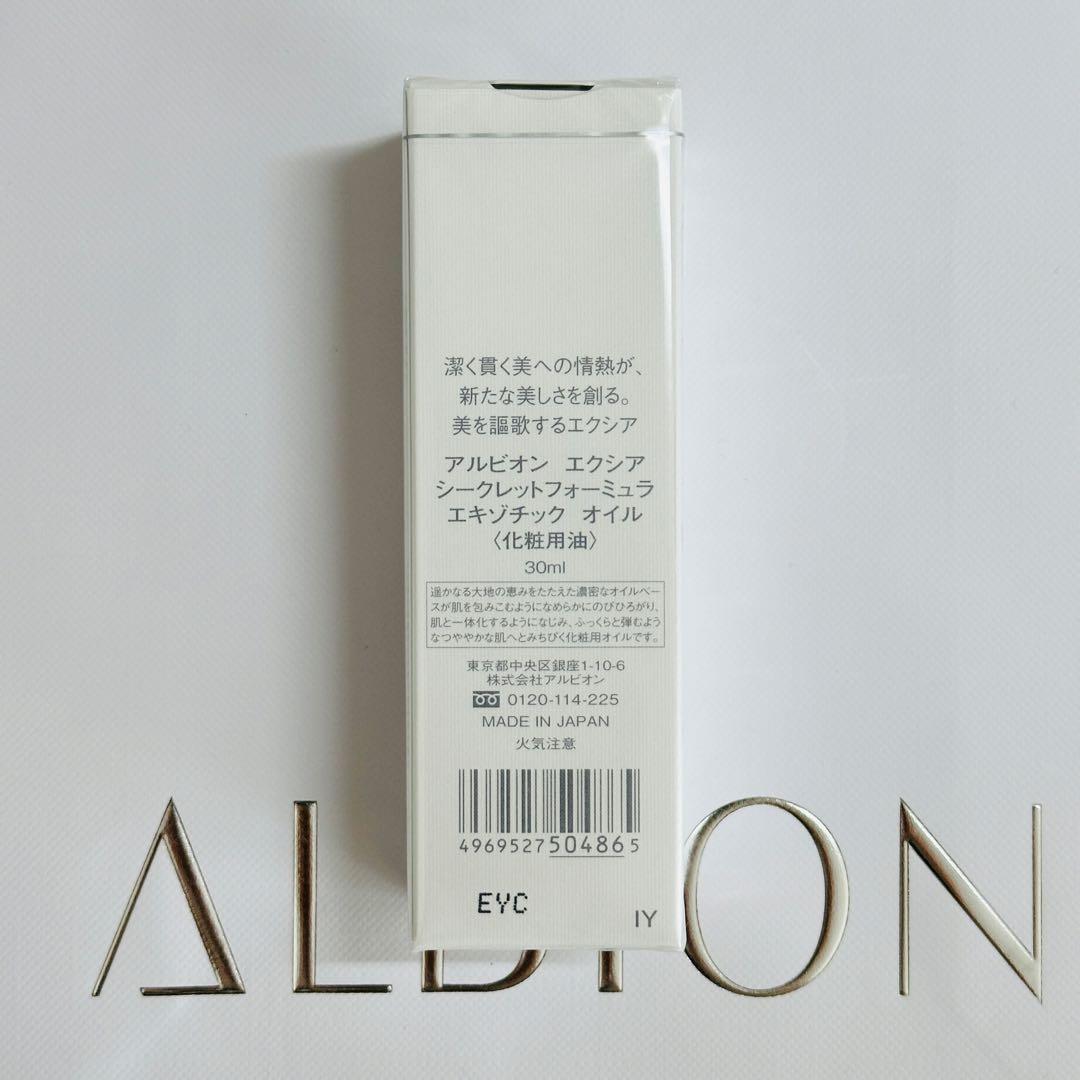 潔く貫く美への情熱が、
新たな美しさを創る。
美を謳歌するエクシア
アルビオン エクシア
シークレットフォーミュラ
エキゾチック オイル
〈化粧用油〉
30ml
遥かなる大地の恵みをたたえた濃密なオイルベー
スが肌を包みこむようになめらかにのびひろがり、
肌と一体化するようになじみ、ふっくらと弾むよう
なつややかな肌へとみちびく化粧用オイルです。
東京都中央区銀座1-10-6
株式会社アルビオン
0120-114-225
MADE IN JAPAN
火気注意
4969527504865
EYC
IY
ALBION